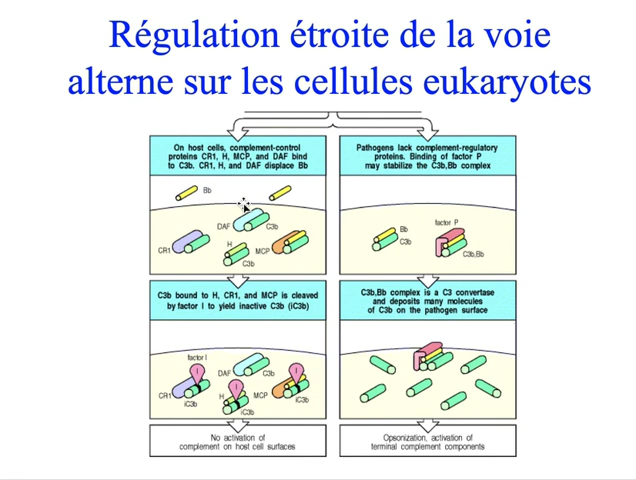 Régulation étroite de la voie
alterne sur les cellules eukaryotes
On host cells, complement-control
proteins CR1, H, MCP, and DAF bind
to C3b. CR1, H, and DAF displace Bb
Pathogens lack complement-regulatory
proteins. Binding of factor P
may stabilize the C3b,Bb complex
Bb
DAF
C3b
CR1
H
MCP
C3b
Bb
C3b
factor P
C3b,Bb
C3b bound to H, CR1, and MCP is cleaved
by factor I to yield inactive C3b (iC3b)
C3b,Bb complex is a C3 convertase
and deposits many molecules
of C3b on the pathogen surface
factor I
I
DAF
C3b
I
CR1
iC3b
H
I
MCP
iC3b
iC3b
No activation of
complement on host cell surfaces
Opsonization, activation of
terminal complement components